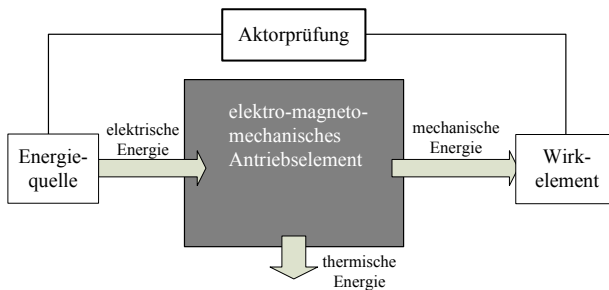 Aktorprüfung
elektro-magneto-
mechanisches
Antriebselement
elektrische
Energie
mechanische
Energie
Energie-
quelle
Wirk-
element
thermische
Energie